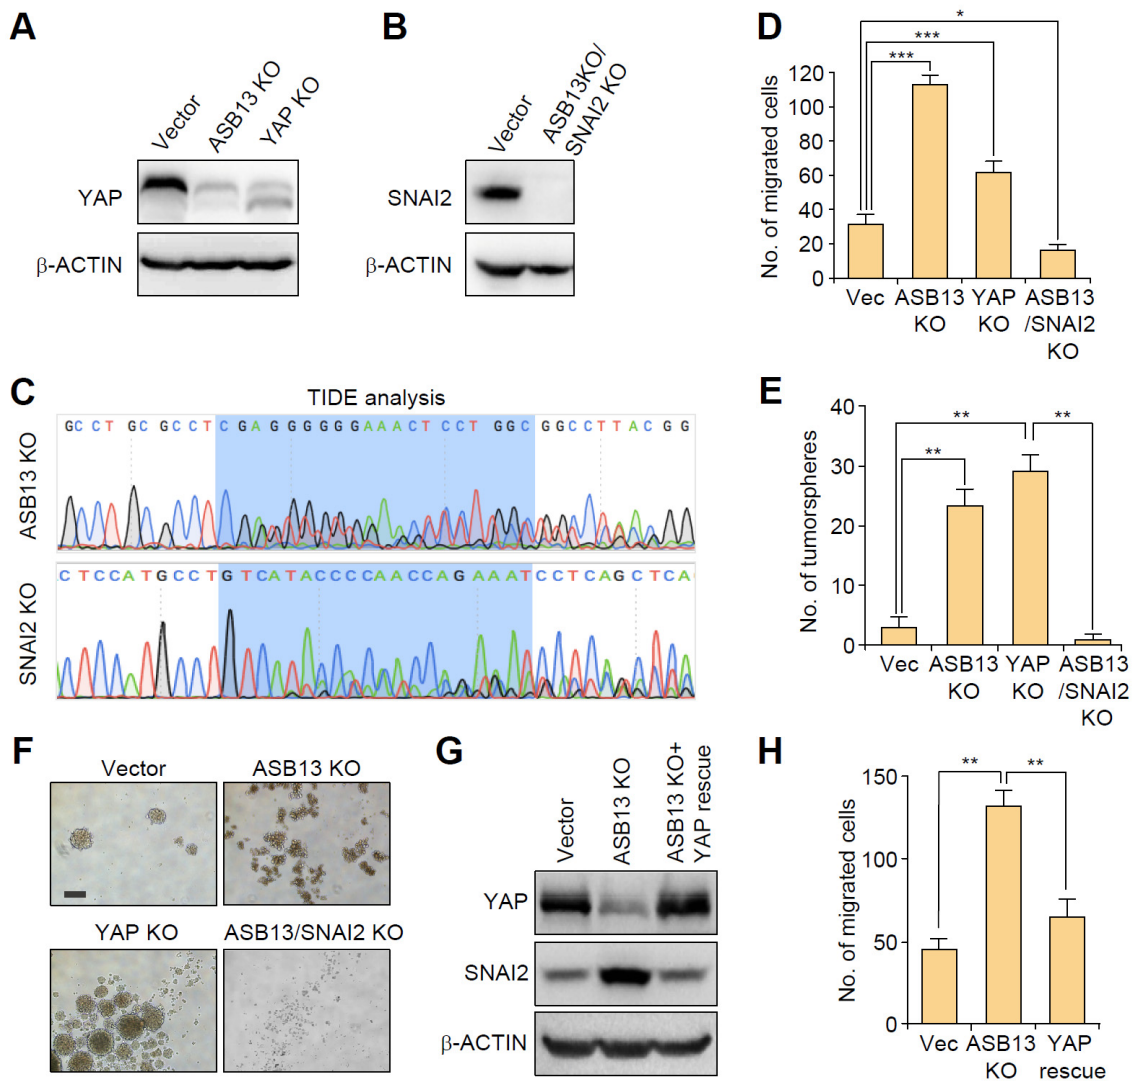 A
Vector
ASB13 KO
YAP KO
YAP
β-ACTIN
B
Vector
ASB13KO/
SNAI2 KO
SNAI2
β-ACTIN
C
TIDE analysis
ASB13 KO
GCCTGCGCCTCGAGGGGGGAAACTCCTGGCGGCCTTACGG
SNAI2 KO
CTCCATGCCTGTCATACCCCAACCAGAAATCCTCAGCTCA
D
No. of migrated cells
120
100
80
60
40
20
0
*
***
***
Vec
ASB13
KO
YAP
KO
ASB13
/SNAI2
KO
E
No. of tumorspheres
40
30
20
10
0
**
**
**
Vec
ASB13
KO
YAP
KO
ASB13
/SNAI2
KO
F
Vector
ASB13 KO
YAP KO
ASB13/SNAI2 KO
G
Vector
ASB13 KO
ASB13 KO+
YAP rescue
YAP
SNAI2
β-ACTIN
H
No. of migrated cells
150
100
50
0
**
**
Vec
ASB13
KO
YAP
rescue